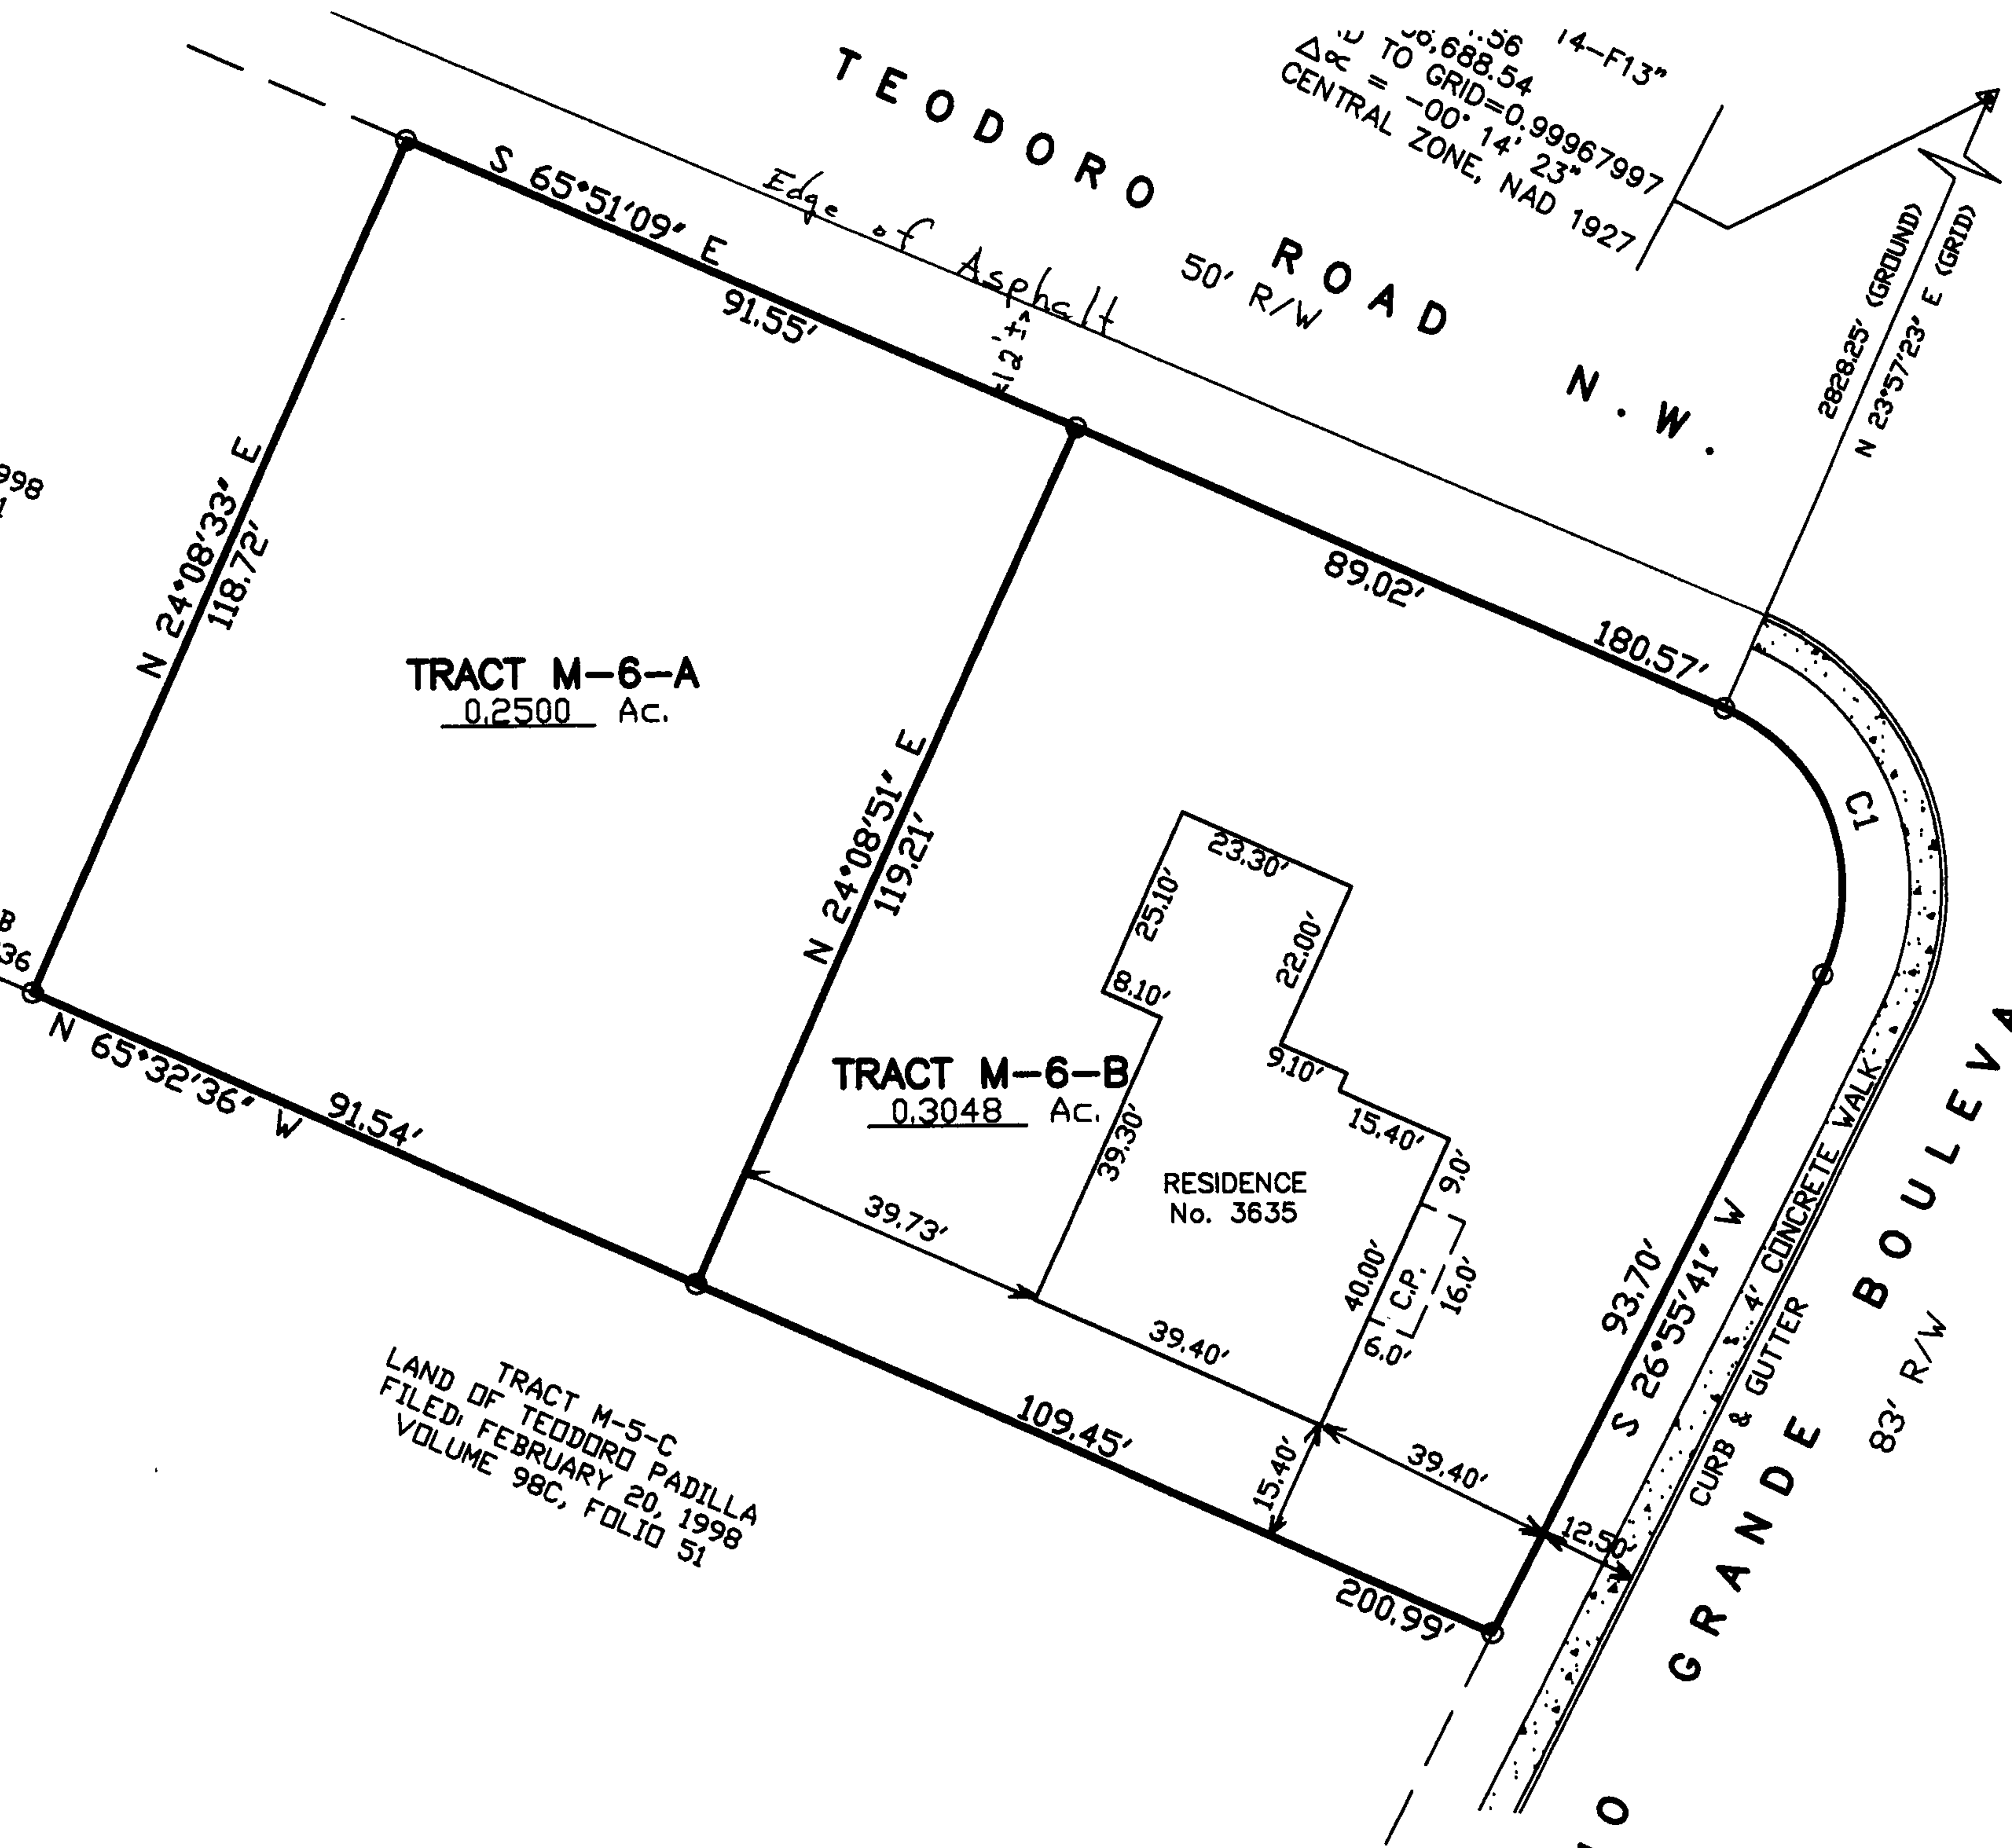 TEODORO ROAD N.W.
50' R/W
14-F13"
TO GRID=0.99967997
Δ∝ = -00° 14' 23"
CENTRAL ZONE, NAD 1927
2828.25' (GROUND)
N 23°57'23' E (GRID)
S 65°51'09" E
91.55'
Edge of Asphalt
12'±
89.02'
180.57'
C1
N 24°08'33' E
118.72'
TRACT M-6-A
0.2500 Ac.
N 24°08'51' E
119.21'
N 65°32'36" W
91.54'
TRACT M-6-B
0.3048 Ac.
23.30'
25.10'
22.00'
8.10'
9.10'
39.30'
15.40'
9.0'
RESIDENCE
No. 3635
39.73'
40.00'
C.P.
16.0'
6.0'
39.40'
39.40'
15.40'
12.50'
109.45'
200.99'
93.70'
S 26°55'41" W
4' CONCRETE WALK
CURB & GUTTER
GRANDE BOULEVA
83' R/W
TRACT M-5-C
LAND OF TEODORO PADILLA
FILED: FEBRUARY 20, 1998
VOLUME 98C, FOLIO 51